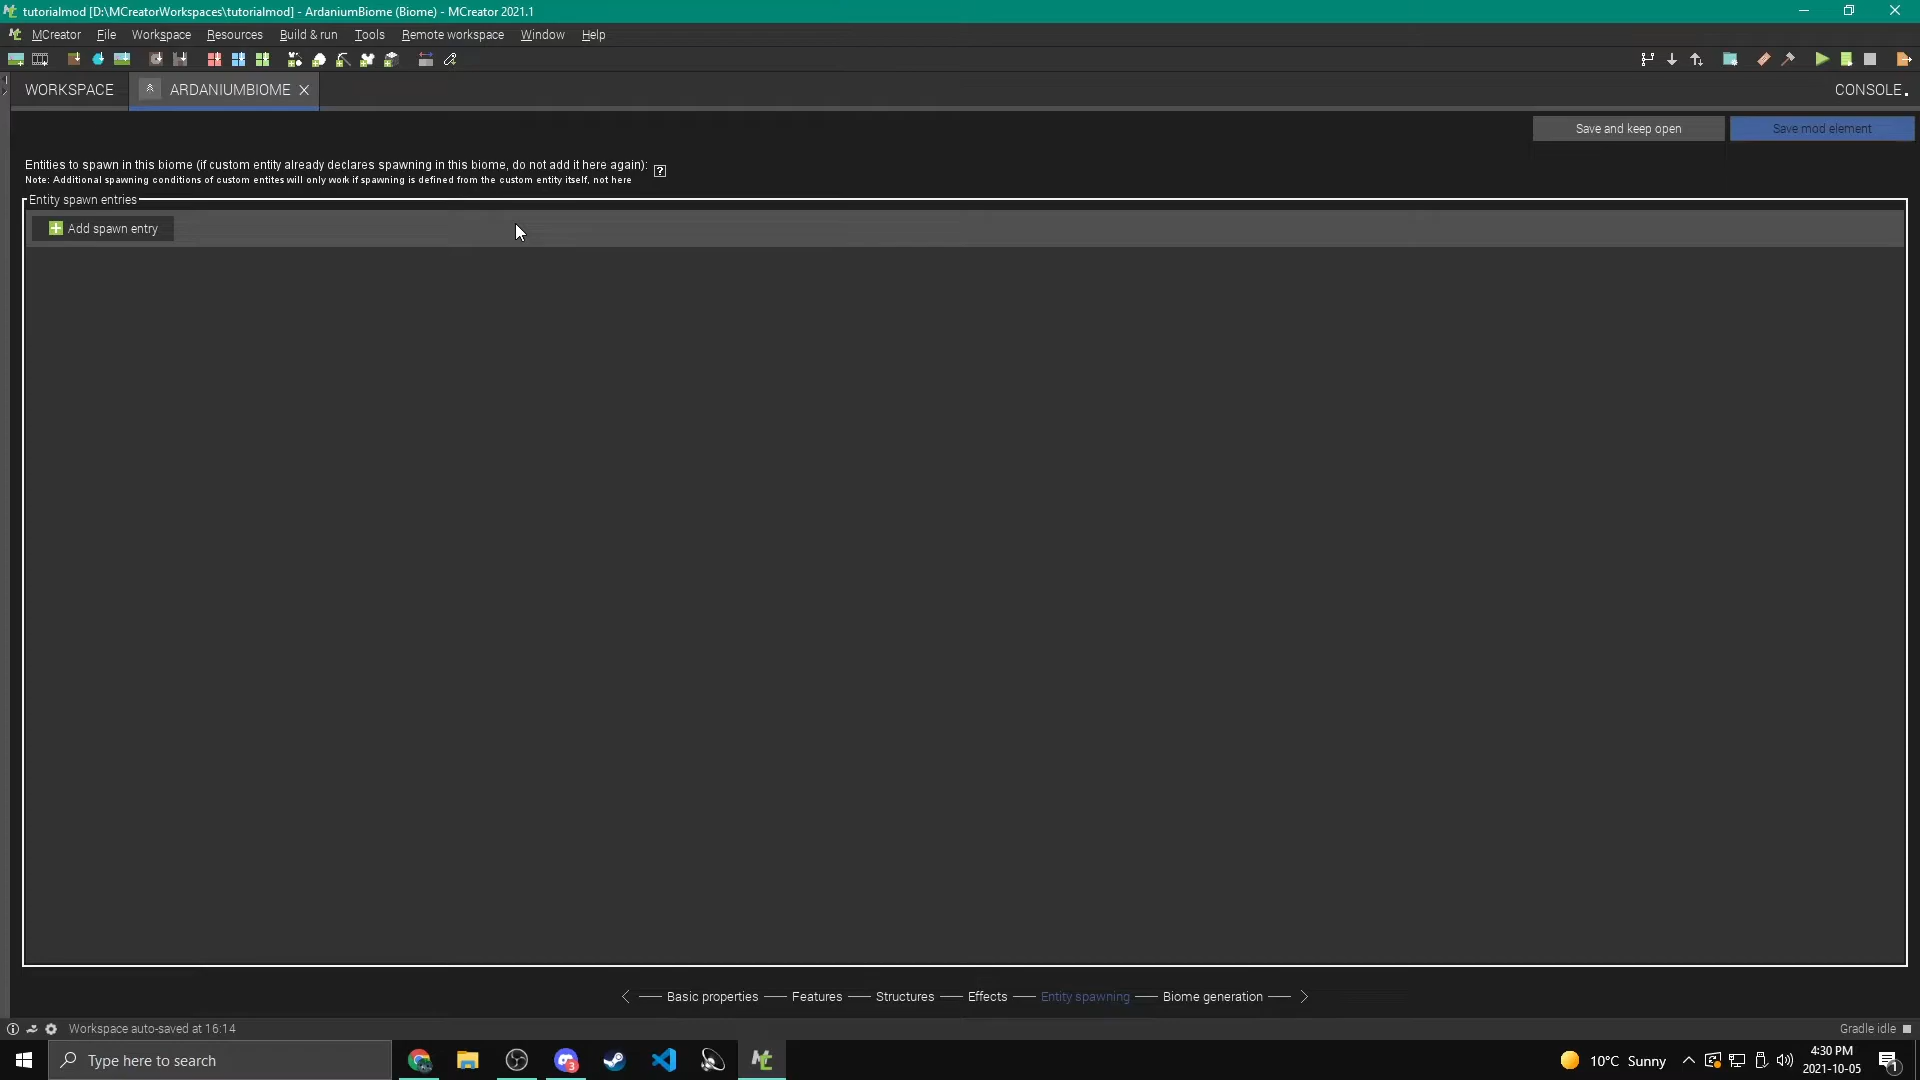 tutorialmod [D:\MCreatorWorkspaces\tutorialmod] - ArdaniumBiome (Biome) - MCreator 2021.1
MCreator File Workspace Resources Build & run Tools Remote workspace Window Help
WORKSPACE ARDANIUMBIOME CONSOLE
Save and keep open Save mod element
Entities to spawn in this biome (if custom entity already declares spawning in this biome, do not add it here again): ?
Note: Additional spawning conditions of custom entites will only work if spawning is defined from the custom entity itself, not here
Entity spawn entries
Add spawn entry
Basic properties Features Structures Effects Entity spawning Biome generation
Workspace auto-saved at 16:14 Gradle idle
Type here to search 3 10°C Sunny 4:30 PM 1
2021-10-05